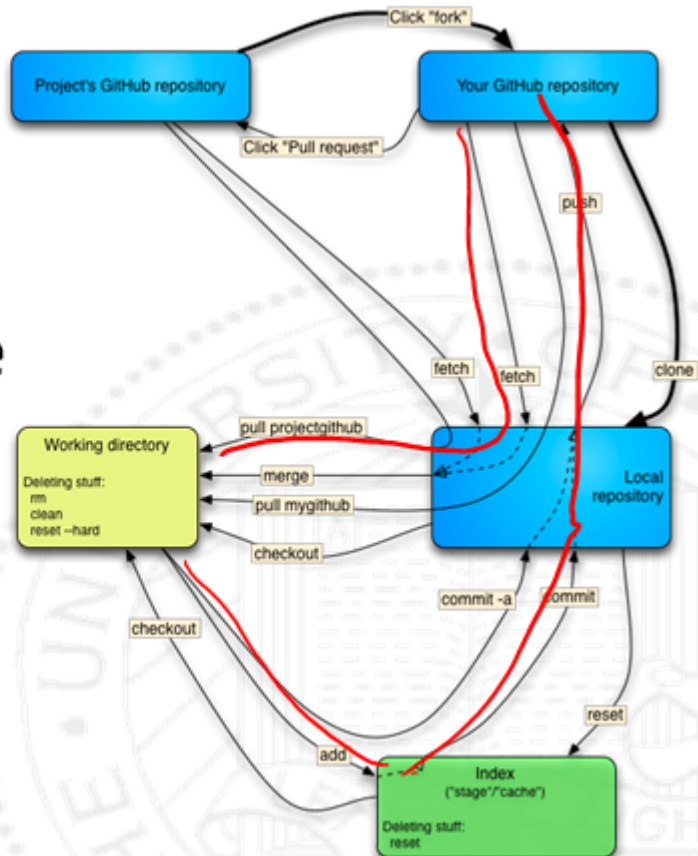 Click "fork"
Project's GitHub repository
Your GitHub repository
Click "Pull request"
push
e
fetch
fetch
clone
pull projectgithub
Working directory
merge
Local
repository
Deleting stuff:
rm
clean
reset --hard
pull mygithub
checkout
commit -a
commit
checkout
reset
add
Index
("stage"/"cache")
Deleting stuff:
reset